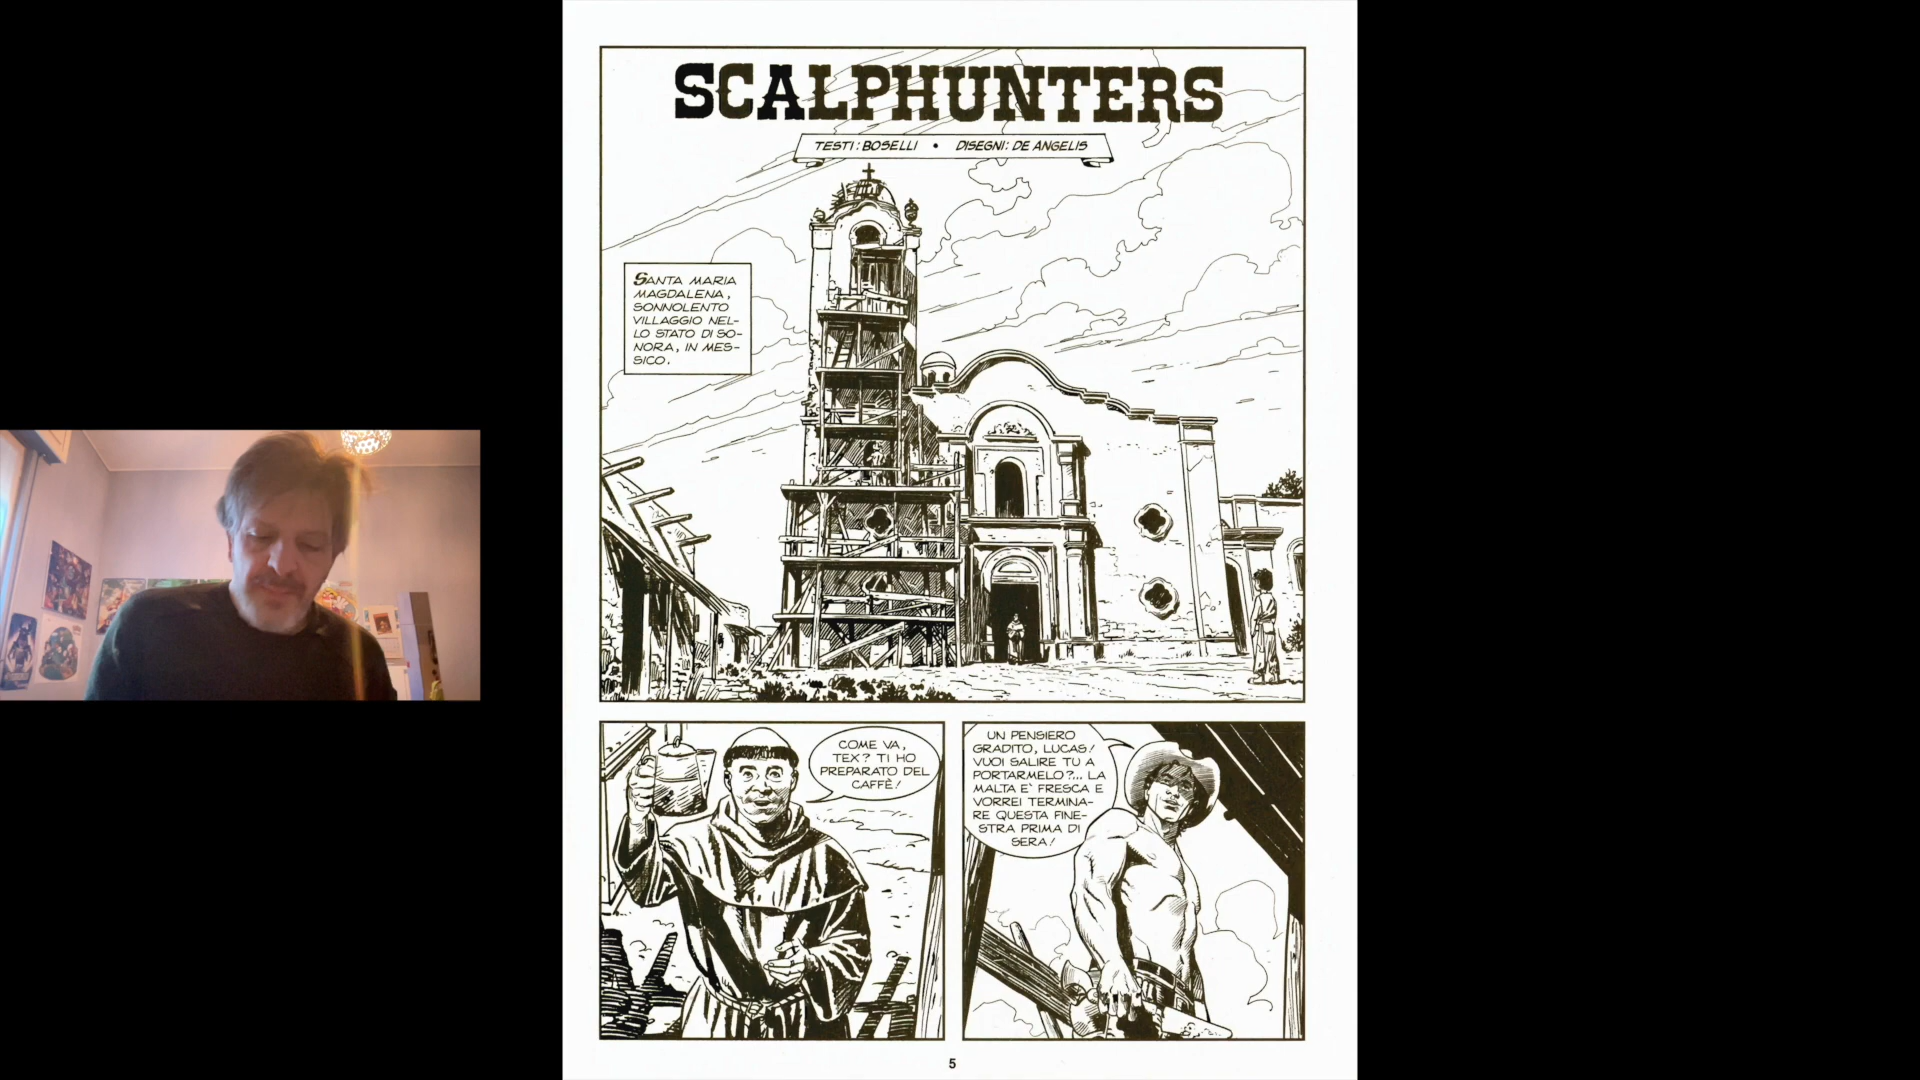 SCALPHUNTERS
TESTI: BOSELLI • DISEGNI: DE ANGELIS
SANTA MARIA
MAGDALENA,
SONNOLENTO
VILLAGGIO NEL-
LO STATO DI SO-
NORA, IN MES-
SICO.
COME VA,
TEX? TI HO
PREPARATO DEL
CAFFÈ!
UN PENSIERO
GRADITO, LUCAS!
VUOI SALIRE TU A
PORTARMELO?... LA
MALTA E' FRESCA E
VORREI TERMINA-
RE QUESTA FINE-
STRA PRIMA DI
SERA!
5